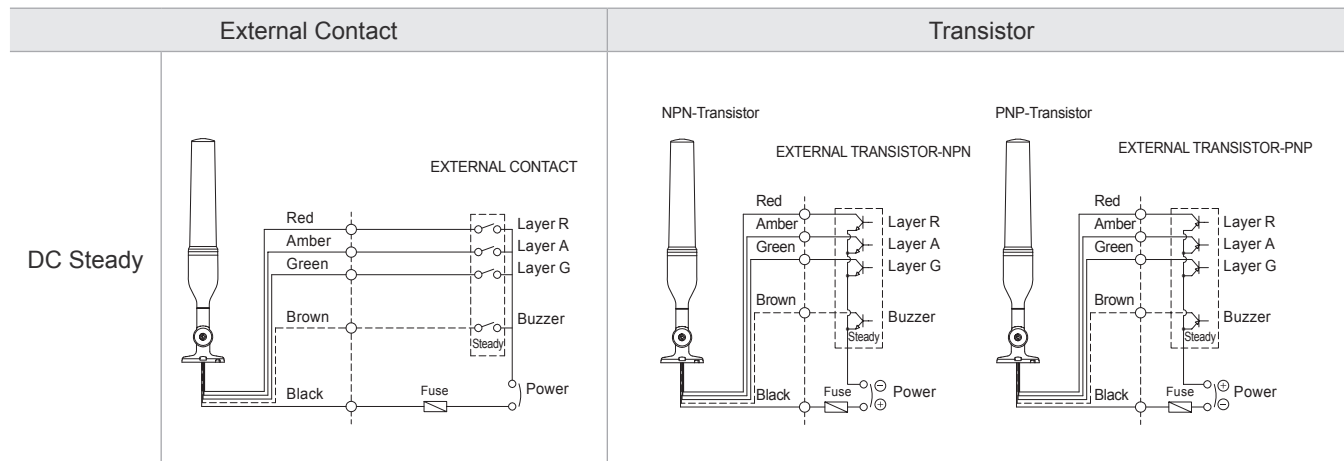 External Contact
Transistor
DC Steady
EXTERNAL CONTACT
Red
Layer R
Amber
Layer A
Green
Layer G
Brown
Buzzer
Steady
Black
Fuse
Power
NPN-Transistor
EXTERNAL TRANSISTOR-NPN
Red
Layer R
Amber
Layer A
Green
Layer G
Brown
Buzzer
Steady
Black
Fuse
⊖
Power
⊕
PNP-Transistor
EXTERNAL TRANSISTOR-PNP
Red
Layer R
Amber
Layer A
Green
Layer G
Brown
Buzzer
Steady
Black
Fuse
⊕
Power
⊖